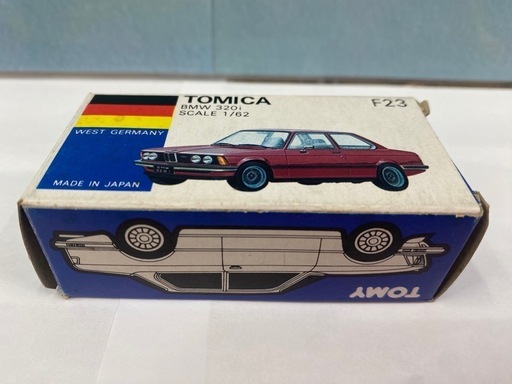 TOMICA
BMW 320i
SCALE 1/62
F23
WEST GERMANY
MADE IN JAPAN
TOMY